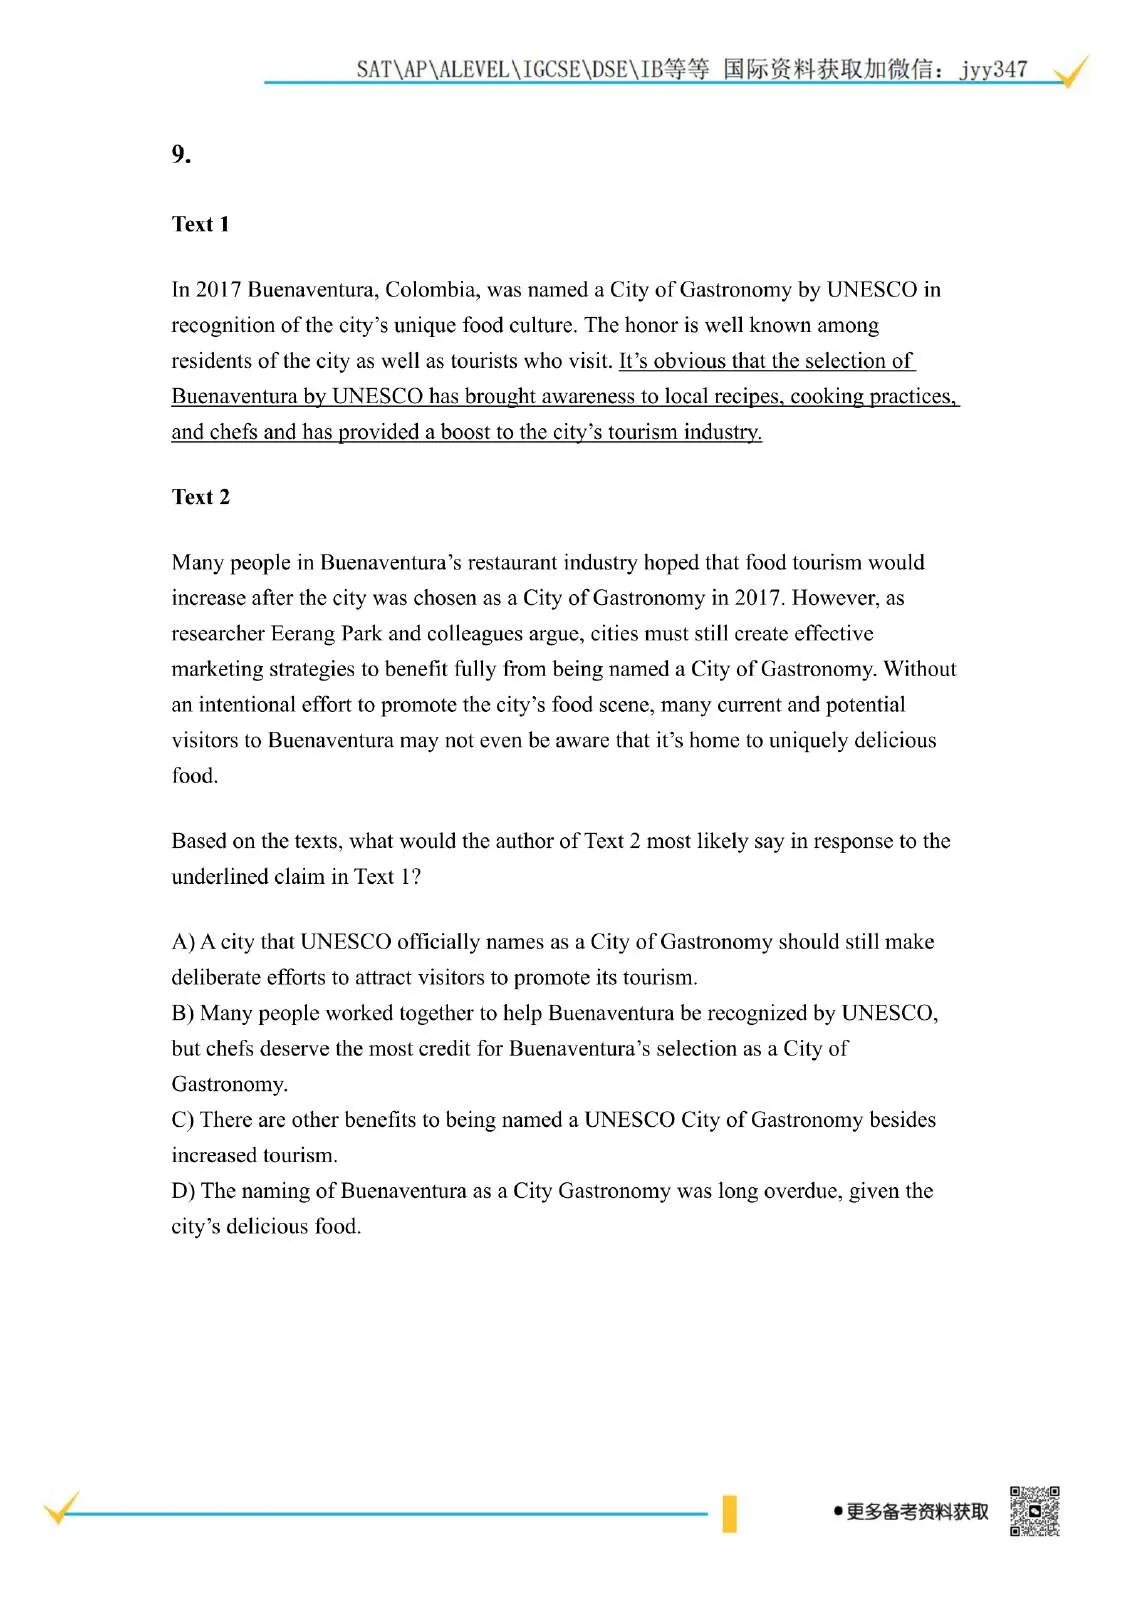 SAT\AP\ALEVEL\IGCSE\DSE\IB等等 国际资料获取加微信：jyy347
9.
Text 1
In 2017 Buenaventura, Colombia, was named a City of Gastronomy by UNESCO in
recognition of the city’s unique food culture. The honor is well known among
residents of the city as well as tourists who visit. It’s obvious that the selection of
Buenaventura by UNESCO has brought awareness to local recipes, cooking practices,
and chefs and has provided a boost to the city’s tourism industry.
Text 2
Many people in Buenaventura’s restaurant industry hoped that food tourism would
increase after the city was chosen as a City of Gastronomy in 2017. However, as
researcher Eerang Park and colleagues argue, cities must still create effective
marketing strategies to benefit fully from being named a City of Gastronomy. Without
an intentional effort to promote the city’s food scene, many current and potential
visitors to Buenaventura may not even be aware that it’s home to uniquely delicious
food.
Based on the texts, what would the author of Text 2 most likely say in response to the
underlined claim in Text 1?
A) A city that UNESCO officially names as a City of Gastronomy should still make
deliberate efforts to attract visitors to promote its tourism.
B) Many people worked together to help Buenaventura be recognized by UNESCO,
but chefs deserve the most credit for Buenaventura’s selection as a City of
Gastronomy.
C) There are other benefits to being named a UNESCO City of Gastronomy besides
increased tourism.
D) The naming of Buenaventura as a City Gastronomy was long overdue, given the
city’s delicious food.
•更多备考资料获取